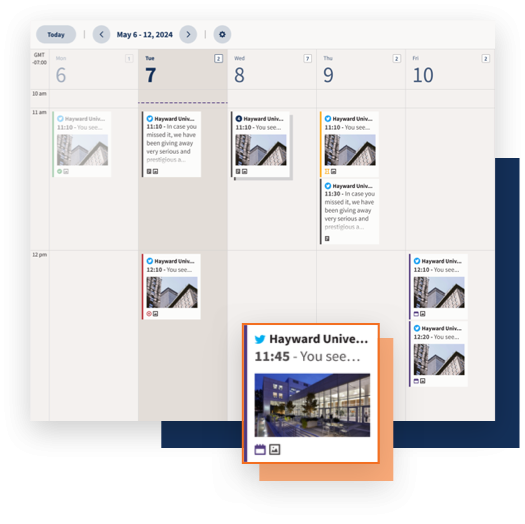 Today
May 6 - 12, 2024
GMT
-07:00
Mon
6
Tue
2
7
Wed
7
8
Thu
2
9
Fri
2
10
10 am
11 am
Hayward Univ...
11:10 - You see...
Hayward Univ...
11:10 - In case you
missed it, we have
been giving away
very serious and
prestigious a...
Hayward Univ...
11:10 - You see...
Hayward Univ...
11:10 - You see...
Hayward Univ...
11:30 - In case you
missed it, we have
been giving away
very serious and
prestigious a...
12 pm
Hayward Univ...
12:10 - You see...
Hayward Univ...
12:10 - You see...
Hayward Univ...
12:20 - You see...
Hayward Unive...
11:45 - You see...